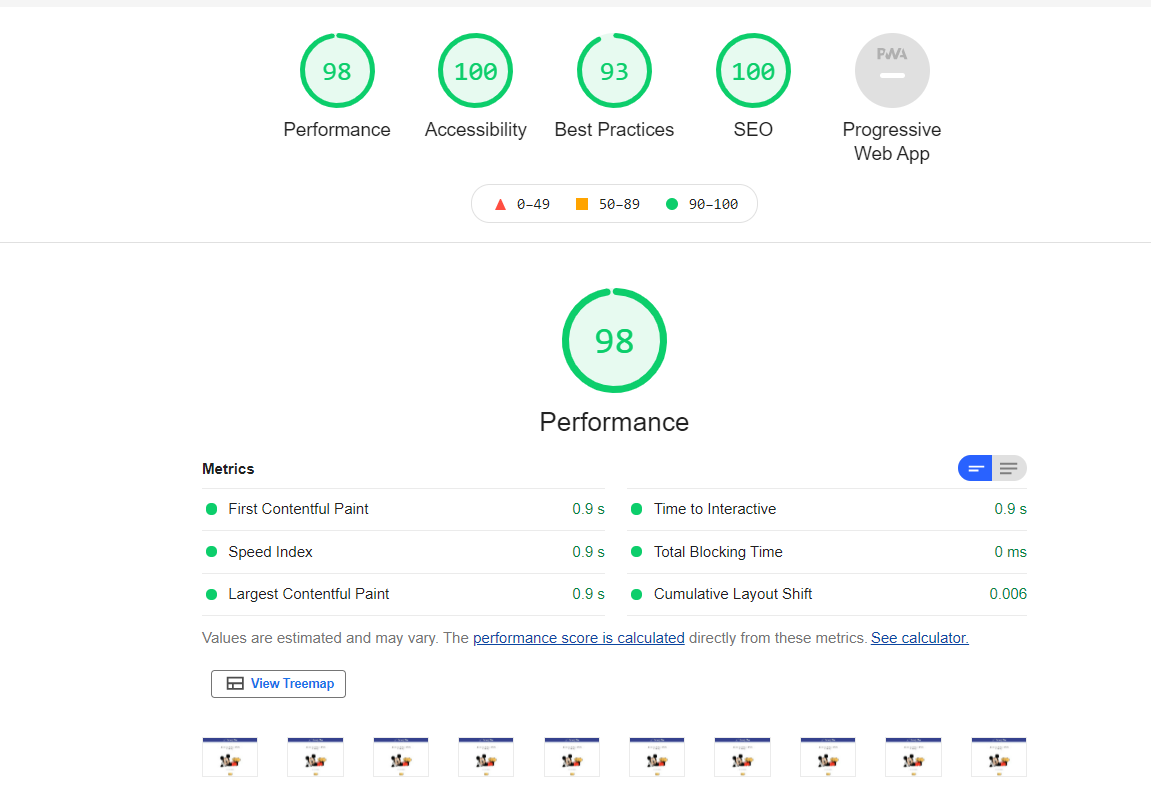 98
100
93
100
PWA
Performance
Accessibility
Best Practices
SEO
Progressive
Web App
0–49
50–89
90–100
98
Performance
Metrics
First Contentful Paint
0.9 s
Time to Interactive
0.9 s
Speed Index
0.9 s
Total Blocking Time
0 ms
Largest Contentful Paint
0.9 s
Cumulative Layout Shift
0.006
Values are estimated and may vary. The performance score is calculated directly from these metrics. See calculator.
View Treemap